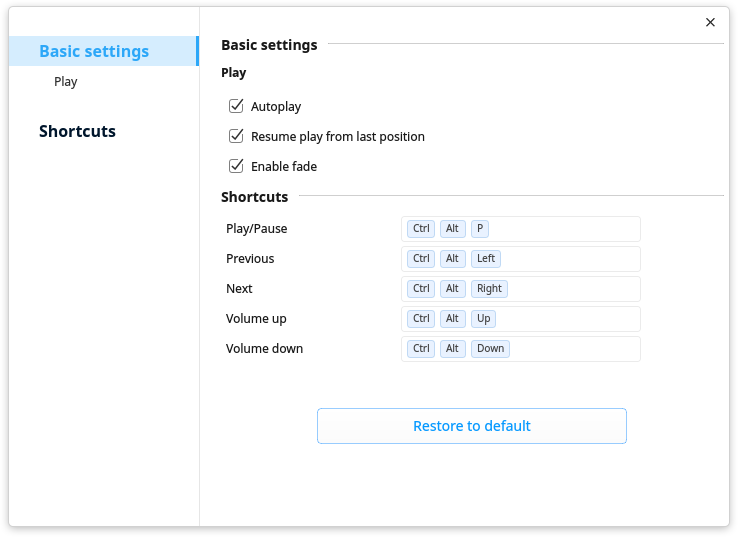 Basic settings
Play
Shortcuts
Basic settings
Play
Autoplay
Resume play from last position
Enable fade
Shortcuts
Play/Pause Ctrl Alt P
Previous Ctrl Alt Left
Next Ctrl Alt Right
Volume up Ctrl Alt Up
Volume down Ctrl Alt Down
Restore to default